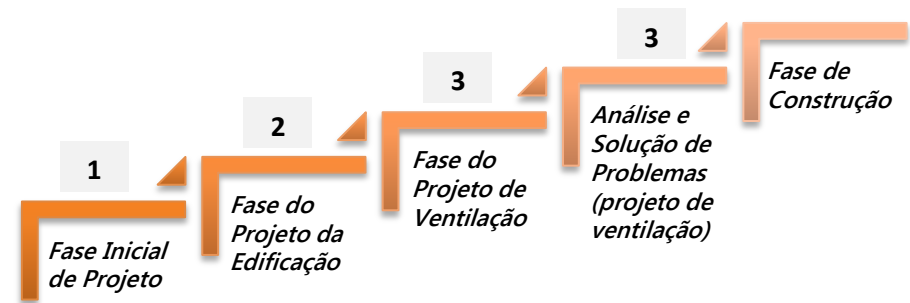 1
Fase Inicial
de Projeto
2
Fase do
Projeto da
Edificação
3
Fase do
Projeto de
Ventilação
3
Análise e
Solução de
Problemas
(projeto de
ventilação)
Fase de
Construção